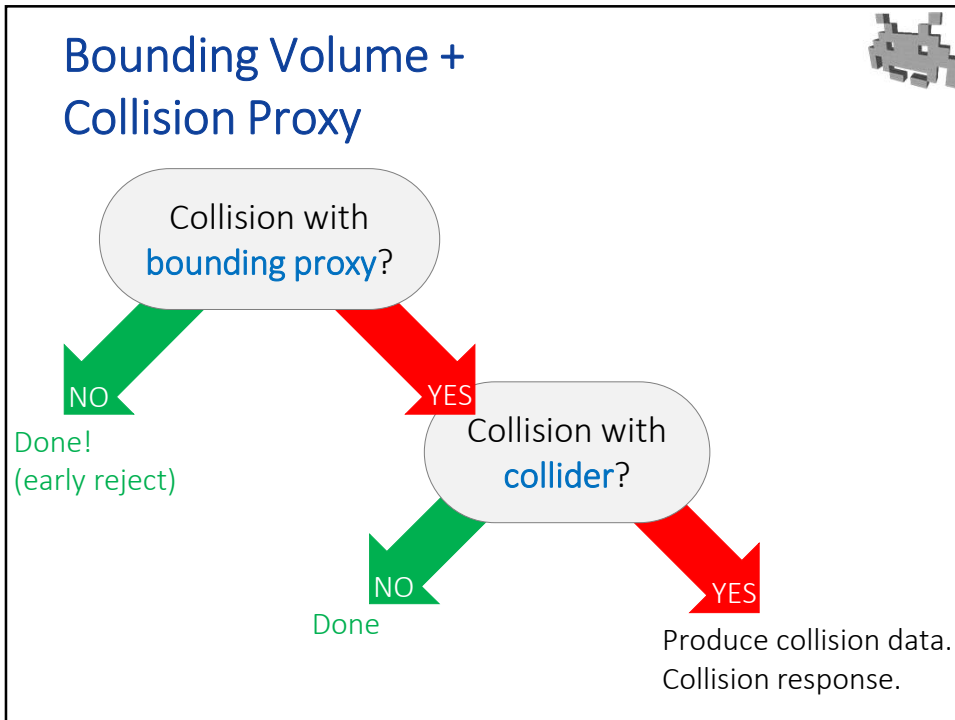 Bounding Volume +
Collision Proxy
Collision with
bounding proxy?
NO
YES
Done!
(early reject)
Collision with
collider?
NO
YES
Done
Produce collision data.
Collision response.